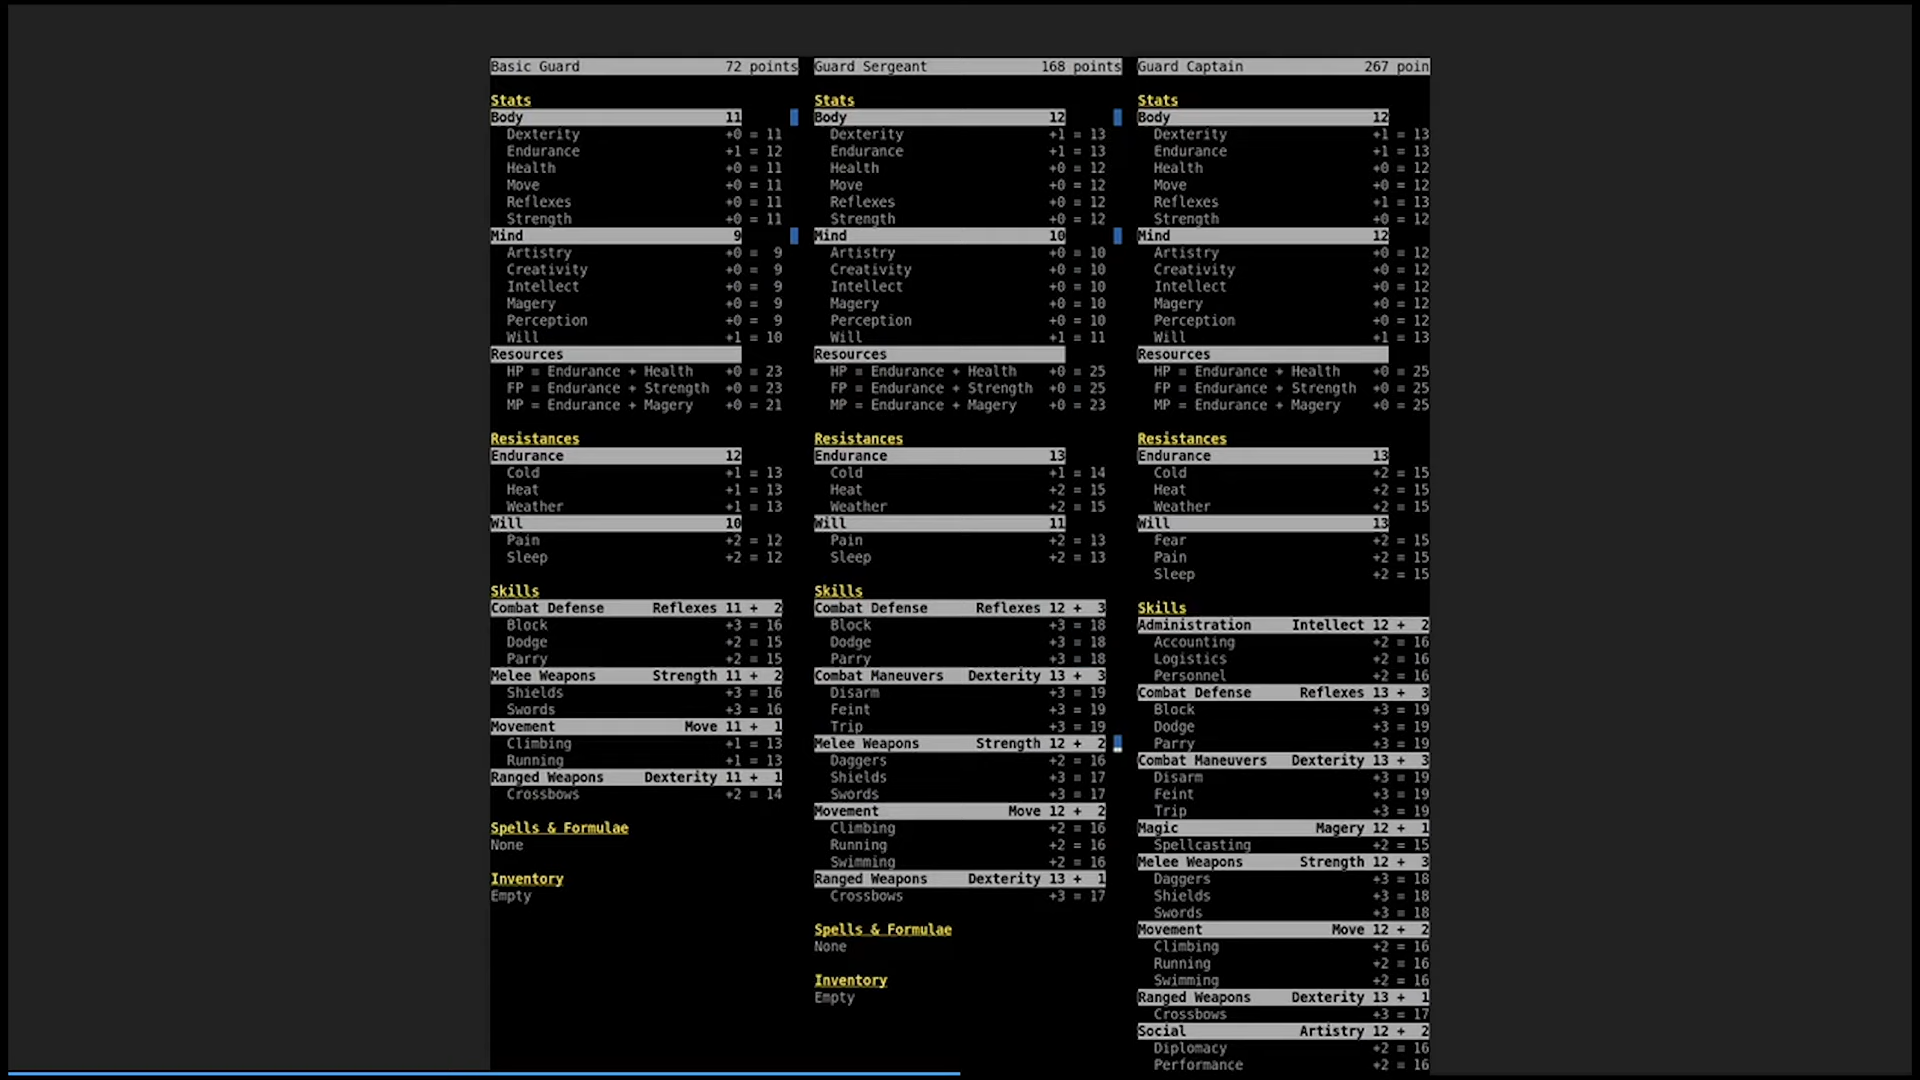 Basic Guard 72 points
Stats
Body 11
Dexterity +0 = 11
Endurance +1 = 12
Health +0 = 11
Move +0 = 11
Reflexes +0 = 11
Strength +0 = 11
Mind 9
Artistry +0 = 9
Creativity +0 = 9
Intellect +0 = 9
Magery +0 = 9
Perception +0 = 9
Will +1 = 10
Resources
HP = Endurance + Health +0 = 23
FP = Endurance + Strength +0 = 23
MP = Endurance + Magery +0 = 21
Resistances
Endurance 12
Cold +1 = 13
Heat +1 = 13
Weather +1 = 13
Will 10
Pain +2 = 12
Sleep +2 = 12
Skills
Combat Defense Reflexes 11 + 2
Block +3 = 16
Dodge +2 = 15
Parry +2 = 15
Melee Weapons Strength 11 + 2
Shields +3 = 16
Swords +3 = 16
Movement Move 11 + 1
Climbing +1 = 13
Running +1 = 13
Ranged Weapons Dexterity 11 + 1
Crossbows +2 = 14
Spells & Formulae
None
Inventory
Empty
Guard Sergeant 168 points
Stats
Body 12
Dexterity +1 = 13
Endurance +1 = 13
Health +0 = 12
Move +0 = 12
Reflexes +0 = 12
Strength +0 = 12
Mind 10
Artistry +0 = 10
Creativity +0 = 10
Intellect +0 = 10
Magery +0 = 10
Perception +0 = 10
Will +1 = 11
Resources
HP = Endurance + Health +0 = 25
FP = Endurance + Strength +0 = 25
MP = Endurance + Magery +0 = 23
Resistances
Endurance 13
Cold +1 = 14
Heat +2 = 15
Weather +2 = 15
Will 11
Pain +2 = 13
Sleep +2 = 13
Skills
Combat Defense Reflexes 12 + 3
Block +3 = 18
Dodge +3 = 18
Parry +3 = 18
Combat Maneuvers Dexterity 13 + 3
Disarm +3 = 19
Feint +3 = 19
Trip +3 = 19
Melee Weapons Strength 12 + 2
Daggers +2 = 16
Shields +3 = 17
Swords +3 = 17
Movement Move 12 + 2
Climbing +2 = 16
Running +2 = 16
Swimming +2 = 16
Ranged Weapons Dexterity 13 + 1
Crossbows +3 = 17
Spells & Formulae
None
Inventory
Empty
Guard Captain 267 poin
Stats
Body 12
Dexterity +1 = 13
Endurance +1 = 13
Health +0 = 12
Move +0 = 12
Reflexes +1 = 13
Strength +0 = 12
Mind 12
Artistry +0 = 12
Creativity +0 = 12
Intellect +0 = 12
Magery +0 = 12
Perception +0 = 12
Will +1 = 13
Resources
HP = Endurance + Health +0 = 25
FP = Endurance + Strength +0 = 25
MP = Endurance + Magery +0 = 25
Resistances
Endurance 13
Cold +2 = 15
Heat +2 = 15
Weather +2 = 15
Will 13
Fear +2 = 15
Pain +2 = 15
Sleep +2 = 15
Skills
Administration Intellect 12 + 2
Accounting +2 = 16
Logistics +2 = 16
Personnel +2 = 16
Combat Defense Reflexes 13 + 3
Block +3 = 19
Dodge +3 = 19
Parry +3 = 19
Combat Maneuvers Dexterity 13 + 3
Disarm +3 = 19
Feint +3 = 19
Trip +3 = 19
Magic Magery 12 + 1
Spellcasting +2 = 15
Melee Weapons Strength 12 + 3
Daggers +3 = 18
Shields +3 = 18
Swords +3 = 18
Movement Move 12 + 2
Climbing +2 = 16
Running +2 = 16
Swimming +2 = 16
Ranged Weapons Dexterity 13 + 1
Crossbows +3 = 17
Social Artistry 12 + 2
Diplomacy +2 = 16
Performance +2 = 16